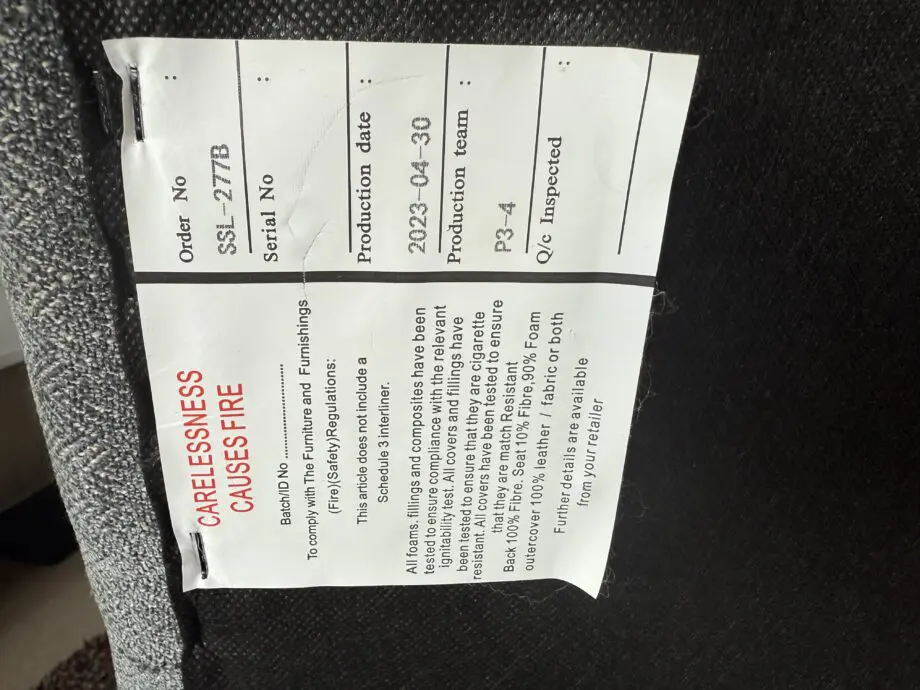 Order No :
SSL-277B
Serial No :
Production date :
2023-04-30
Production team :
P3-4
Q/c Inspected :
CARELESSNESS
CAUSES FIRE
Batch/ID No ........................
To comply with The Furniture and Furnishings
(Fire)(Safety)Regulations:
This article does not include a
Schedule 3 interliner.
All foams. fillings and composites have been
tested to ensure compliance with the relevant
ignitability test. All covers and fillings have
been tested to ensure that they are cigarette
resistant. All covers have been tested to ensure
that they are match Resistant
Back 100% Fibre. Seat 10% Fibre,90% Foam
outercover 100% leather / fabric or both
Further details are available
from your retailer